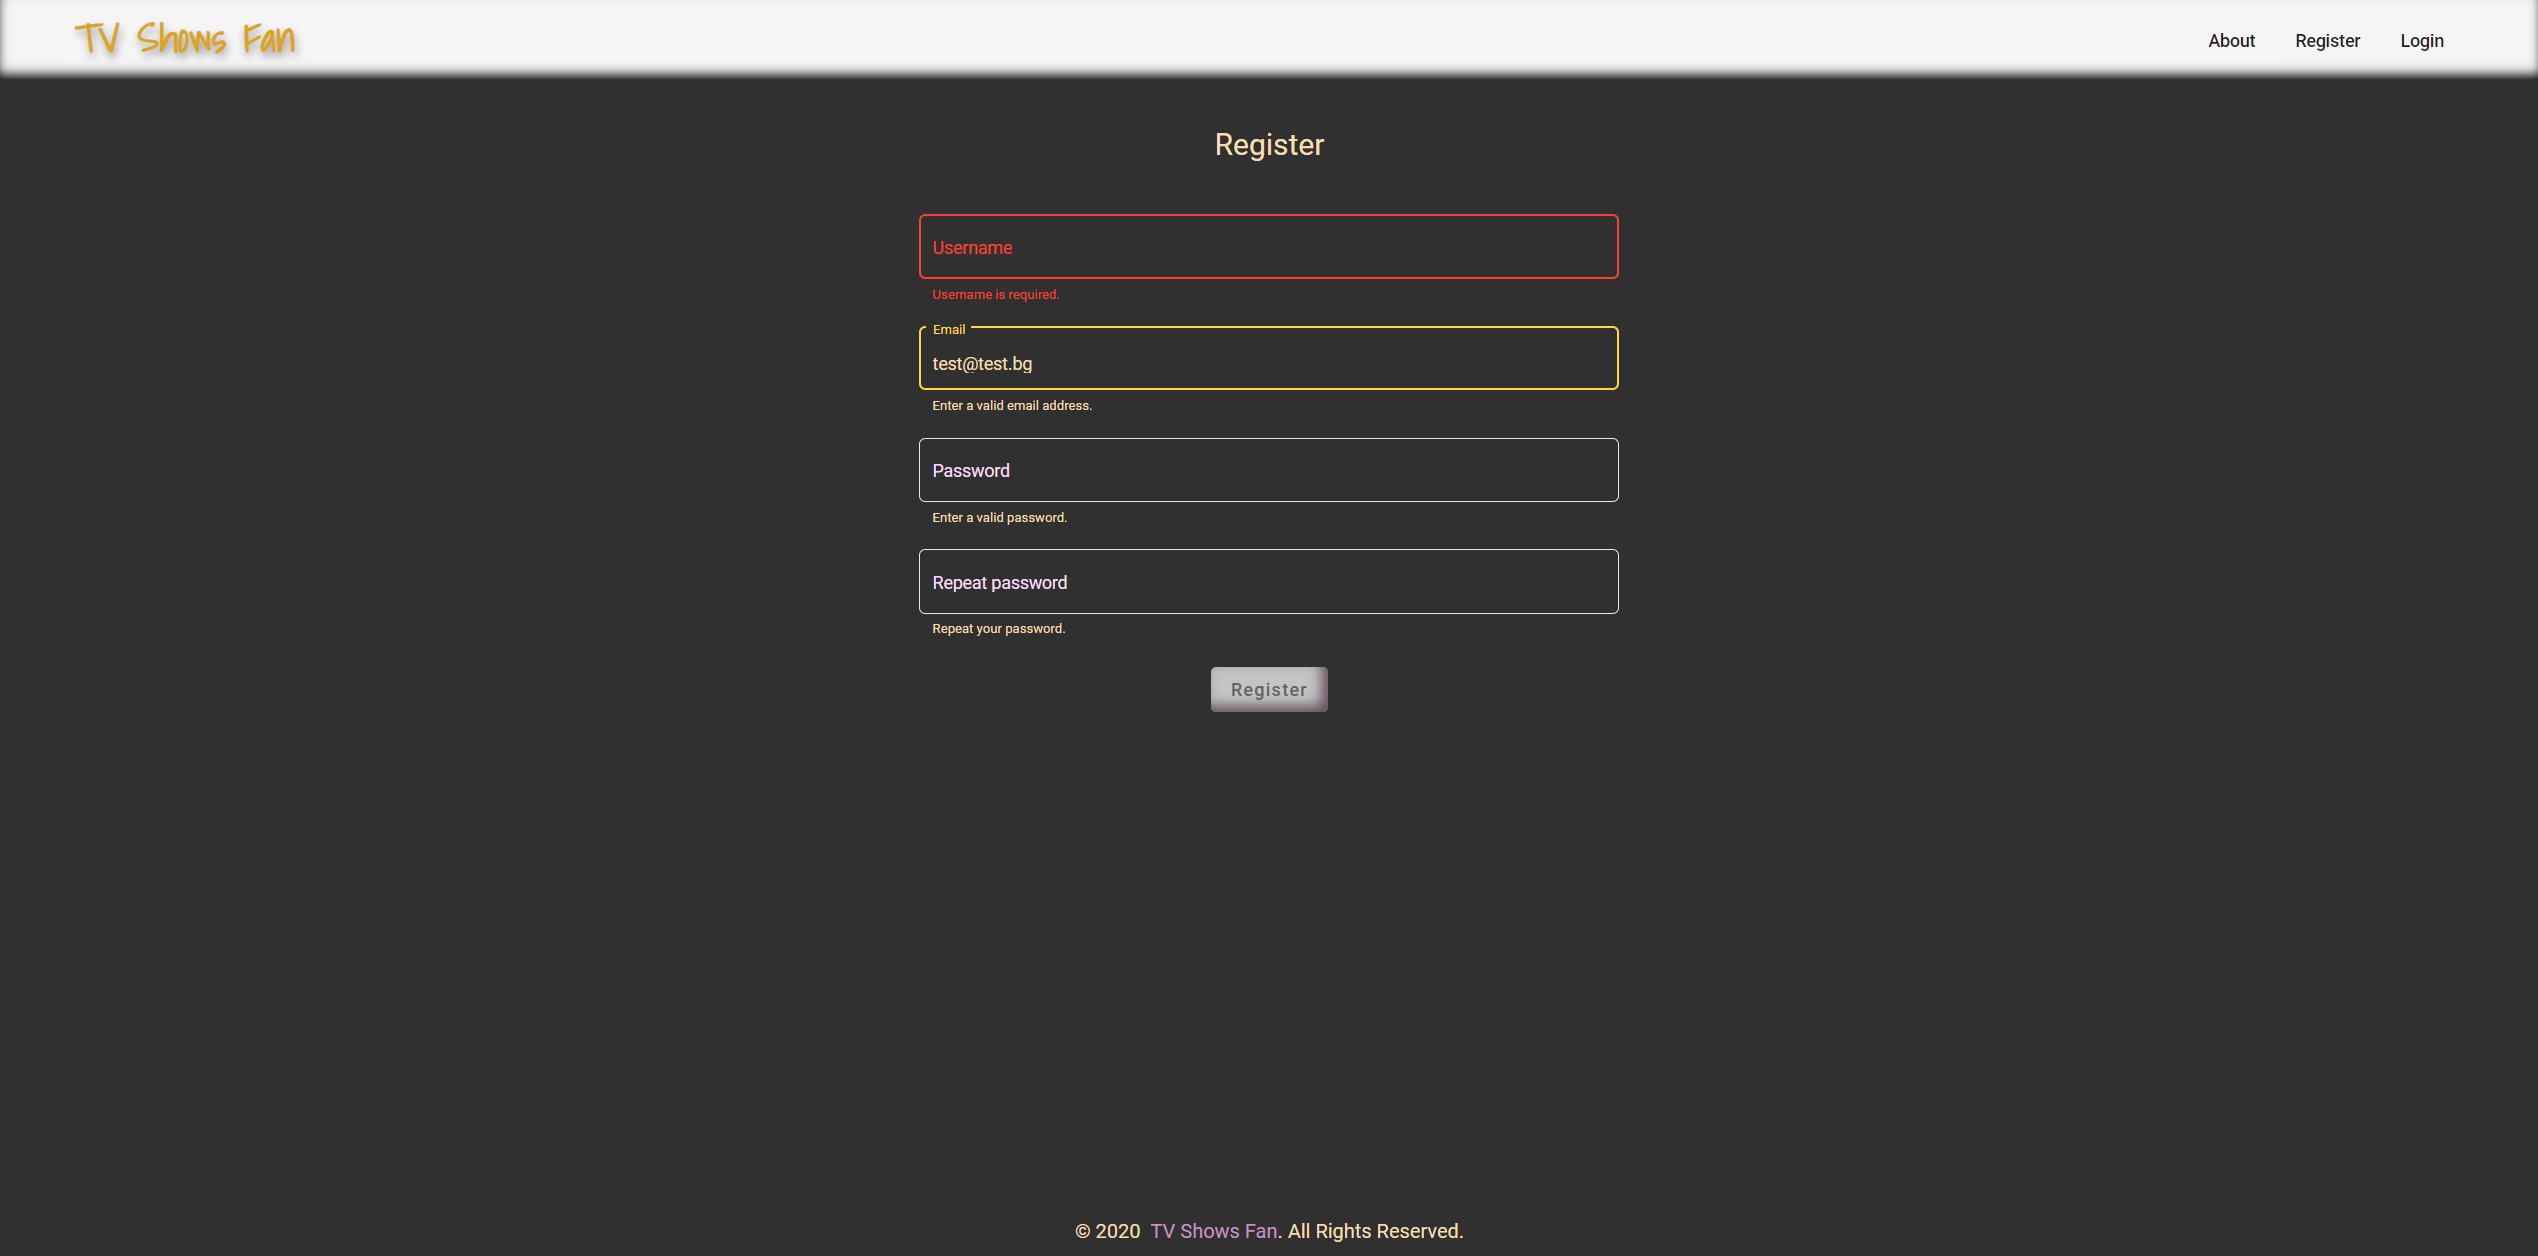 TV Shows Fan
About Register Login
Register
Username
Username is required.
Email
test@test.bg
Enter a valid email address.
Password
Enter a valid password.
Repeat password
Repeat your password.
Register
© 2020 TV Shows Fan. All Rights Reserved.